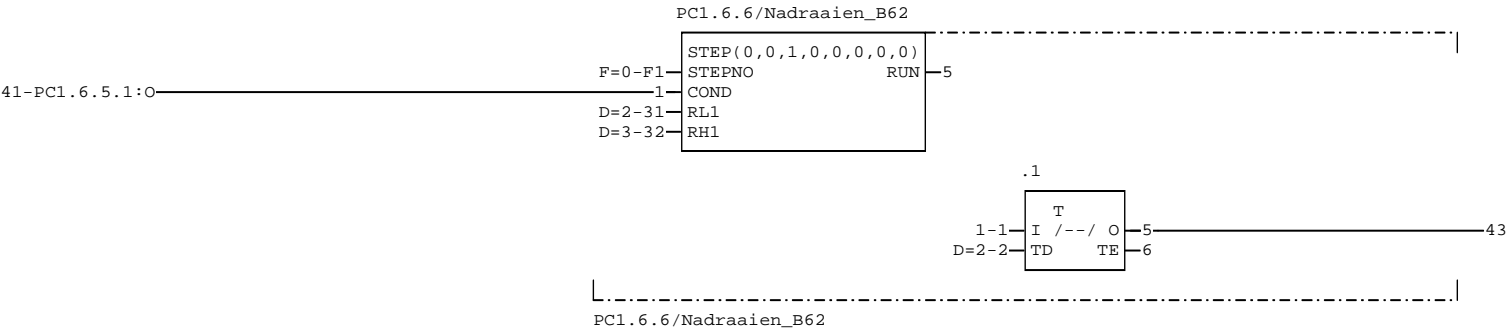 PC1.6.6/Nadraaien_B62
STEP(0,0,1,0,0,0,0,0)
F=0-F1 STEPNO RUN 5
41-PC1.6.5.1:O 1 COND
D=2-31 RL1
D=3-32 RH1
.1
T
1-1 I /--/ O 5 43
D=2-2 TD TE 6
PC1.6.6/Nadraaien_B62